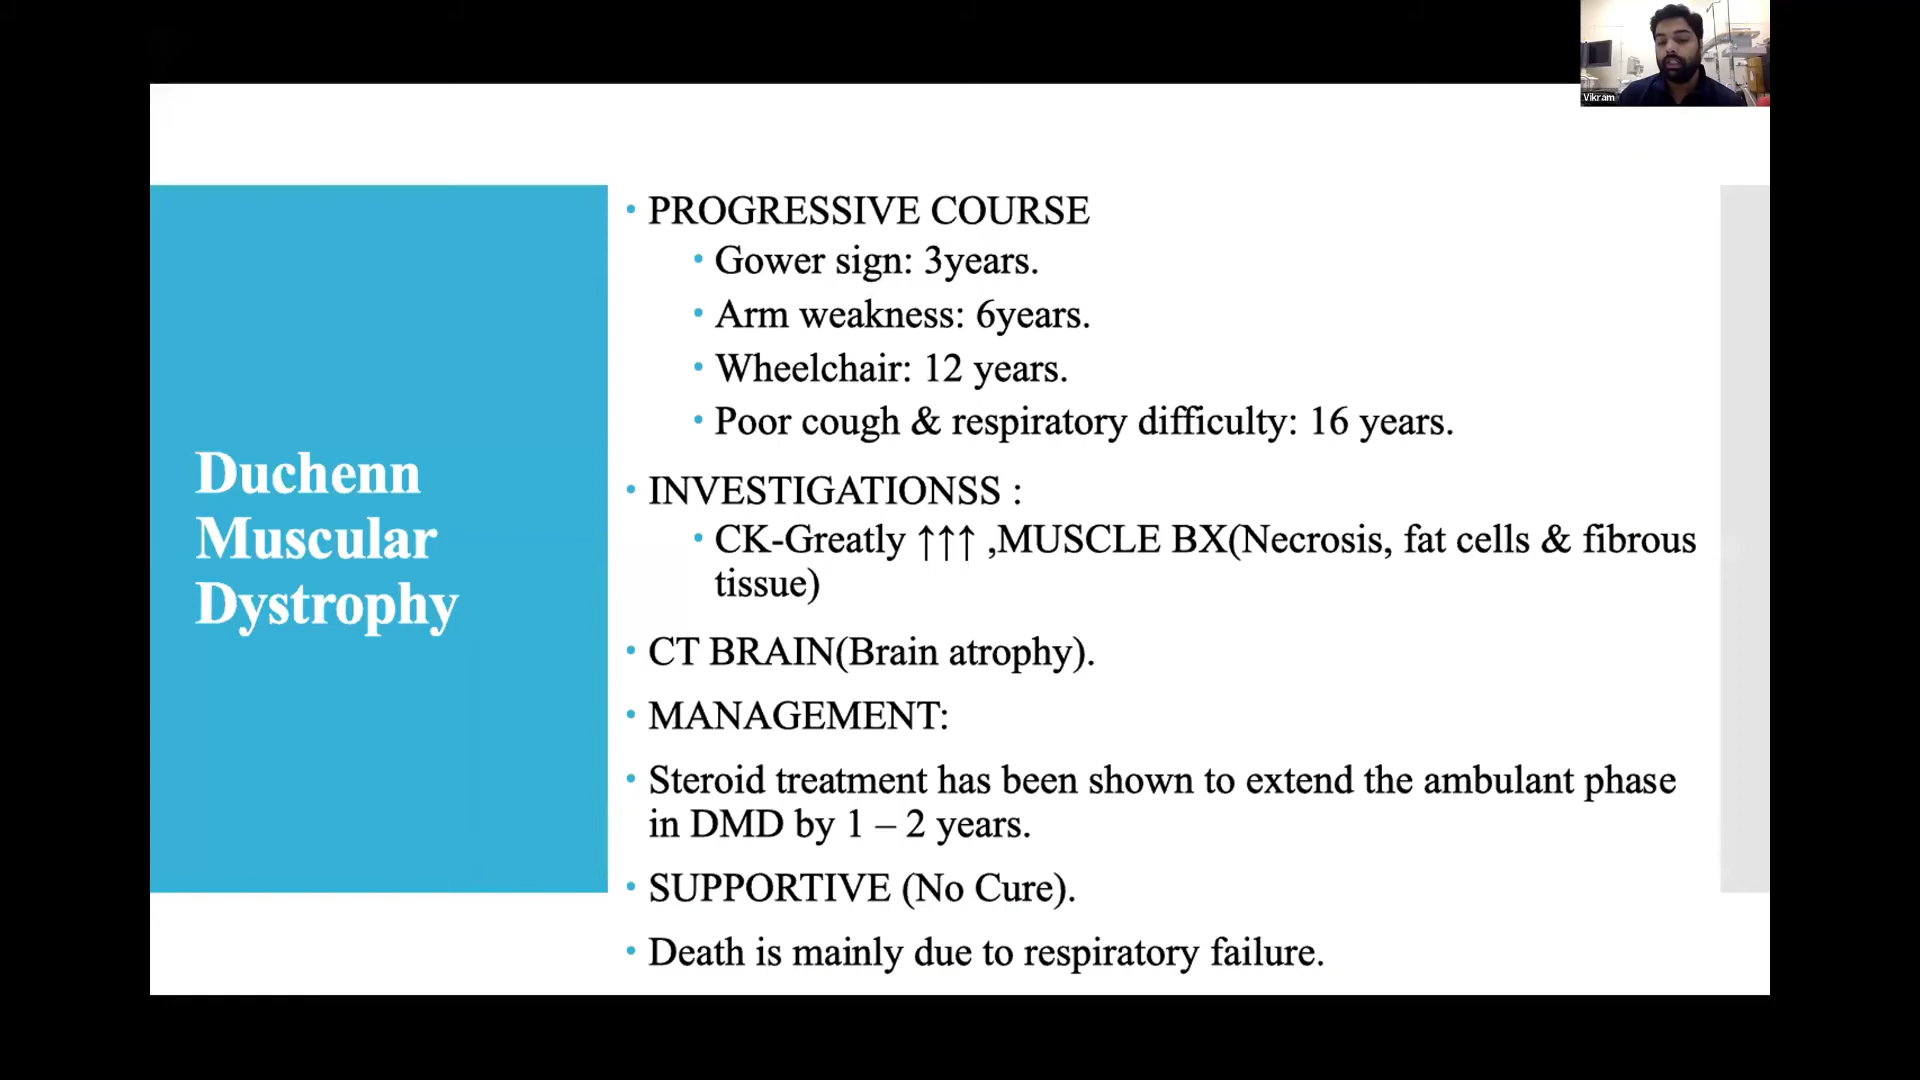 Vikram
Duchenn
Muscular
Dystrophy
• PROGRESSIVE COURSE
• Gower sign: 3years.
• Arm weakness: 6years.
• Wheelchair: 12 years.
• Poor cough & respiratory difficulty: 16 years.
• INVESTIGATIONSS :
• CK-Greatly ↑↑↑ ,MUSCLE BX(Necrosis, fat cells & fibrous
tissue)
• CT BRAIN(Brain atrophy).
• MANAGEMENT:
• Steroid treatment has been shown to extend the ambulant phase
in DMD by 1 – 2 years.
• SUPPORTIVE (No Cure).
• Death is mainly due to respiratory failure.